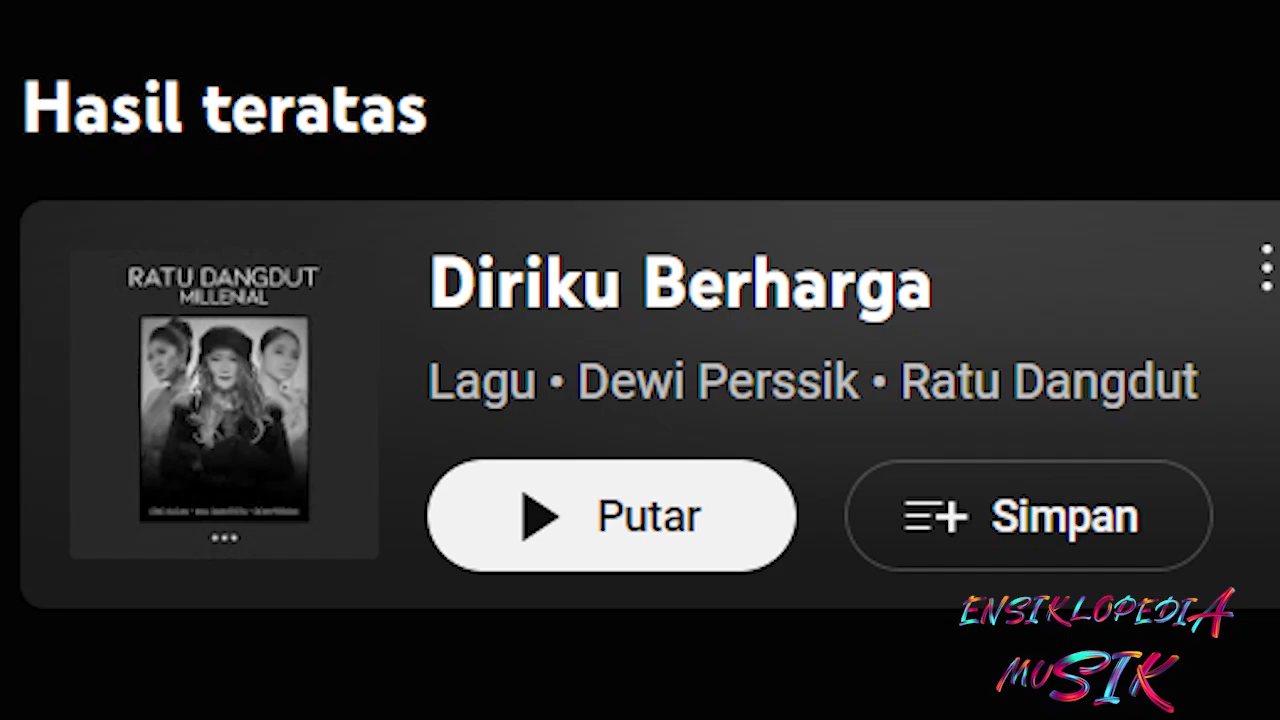 Hasil teratas
RATU DANGDUT
MILLENIAL
Diriku Berharga
Lagu • Dewi Perssik • Ratu Dangdut
Putar
Simpan
ENSIKLOPEDIA
MUSIK